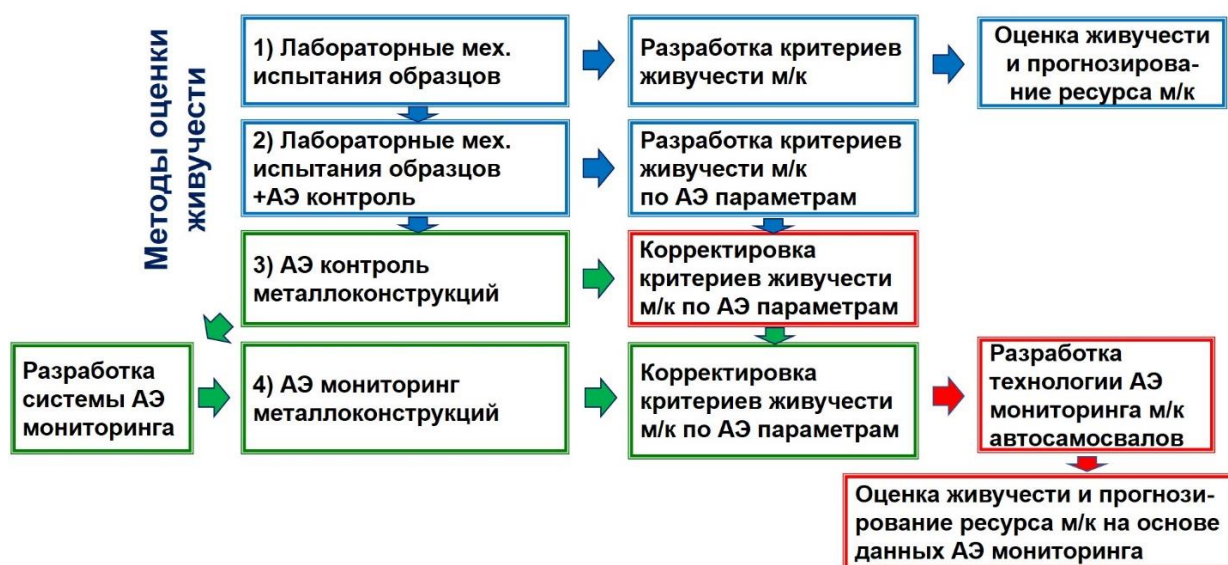 Методы оценки
живучести
1) Лабораторные мех.
испытания образцов
Разработка критериев
живучести м/к
Оценка живучести
и прогнозирова-
ние ресурса м/к
2) Лабораторные мех.
испытания образцов
+АЭ контроль
Разработка критериев
живучести м/к
по АЭ параметрам
3) АЭ контроль
металлоконструкций
Корректировка
критериев живучести
м/к по АЭ параметрам
Разработка
системы АЭ
мониторинга
4) АЭ мониторинг
металлоконструкций
Корректировка
критериев живучести
м/к по АЭ параметрам
Разработка
технологии АЭ
мониторинга м/к
автосамосвалов
Оценка живучести и прогнози-
рование ресурса м/к на основе
данных АЭ мониторинга